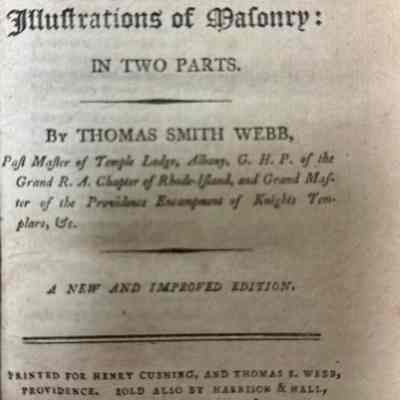 Illuſtrations of Maſonry:
IN TWO PARTS.
By THOMAS SMITH WEBB,
Paſt Maſter of Temple Lodge, Albany, G. H. P. of the
Grand R. A. Chapter of Rhode-Iſland, and Grand Maſ-
ter of the Providence Encampment of Knights Tem-
plars, &c.
A NEW AND IMPROVED EDITION.
PRINTED FOR HENRY CUSHING, AND THOMAS S. WEBB,
PROVIDENCE. SOLD ALSO BY HARRISON & HALL,